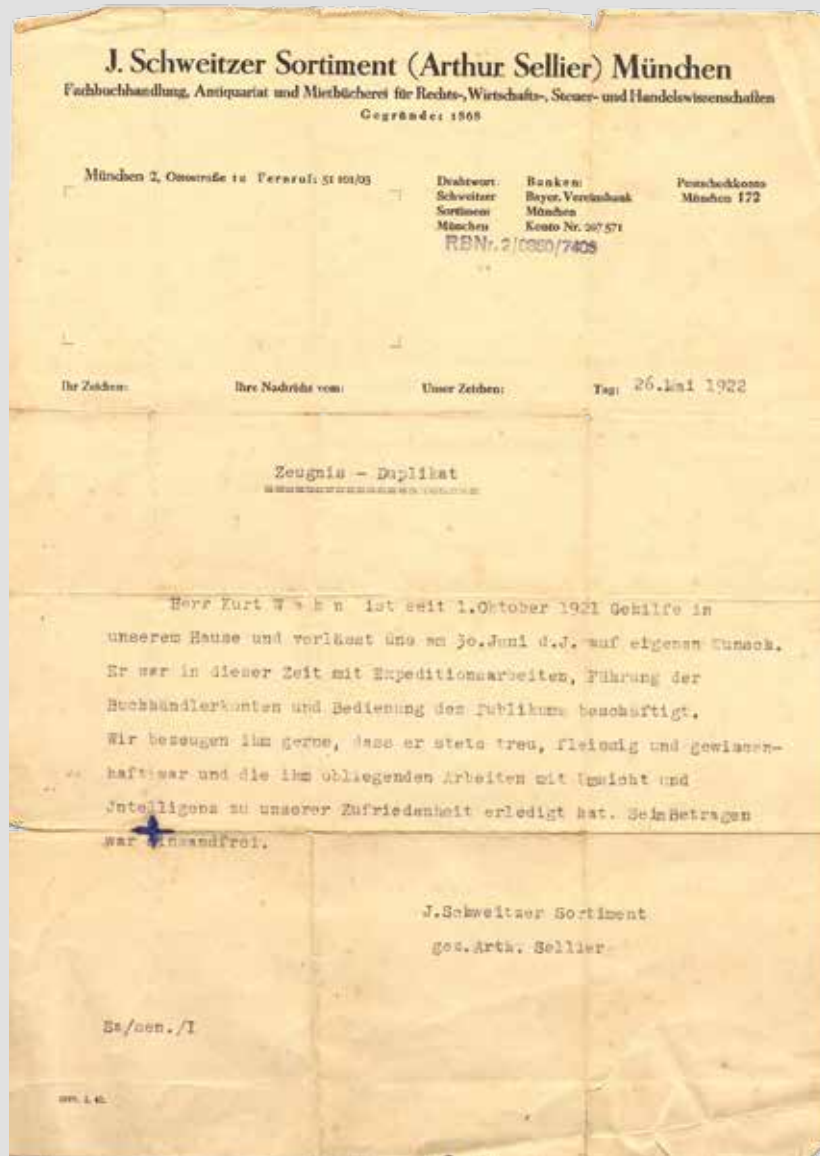 J. Schweitzer Sortiment (Arthur Sellier) München
Fachbuchhandlung, Antiquariat und Mietbücherei für Rechts-, Wirtschafts-, Steuer- und Handelswissenschaften
Gegründet 1868
München 2, Ottostraße 1a Fernruf: 51 101/03
Drahtwort: Banken: Postscheckkonto
Schweitzer Bayer. Vereinsbank München 172
Sortiment München
München Konto Nr. 207571
RBNr. 2/0380/7408
Ihr Zeichen: Ihre Nachricht vom: Unser Zeichen: Tag: 26.Mai 1922
Zeugnis - Duplikat
Herr Kurt W e h n ist seit 1.Oktober 1921 Gehilfe in
unserem Hause und verlässt uns am 30.Juni d.J. auf eigenen Wunsch.
Er war in dieser Zeit mit Expeditionsarbeiten, Führung der
Buchhändlerkonten und Bedienung des Publikums beschäftigt.
Wir bezeugen ihm gerne, dass er stets treu, fleissig und gewissen-
haft war und die ihm obliegenden Arbeiten mit Umsicht und
Jntelligenz zu unserer Zufriedenheit erledigt hat. Sein Betragen
war einwandfrei.
J.Schweitzer Sortiment
gez.Arth. Sellier
/I